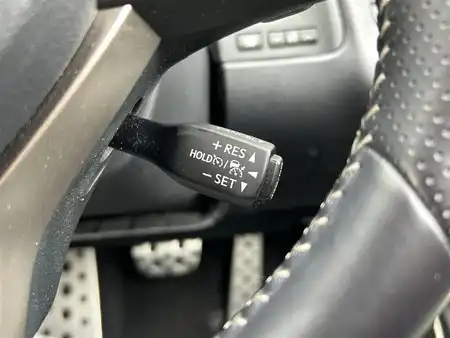 + RES
HOLD /
− SET